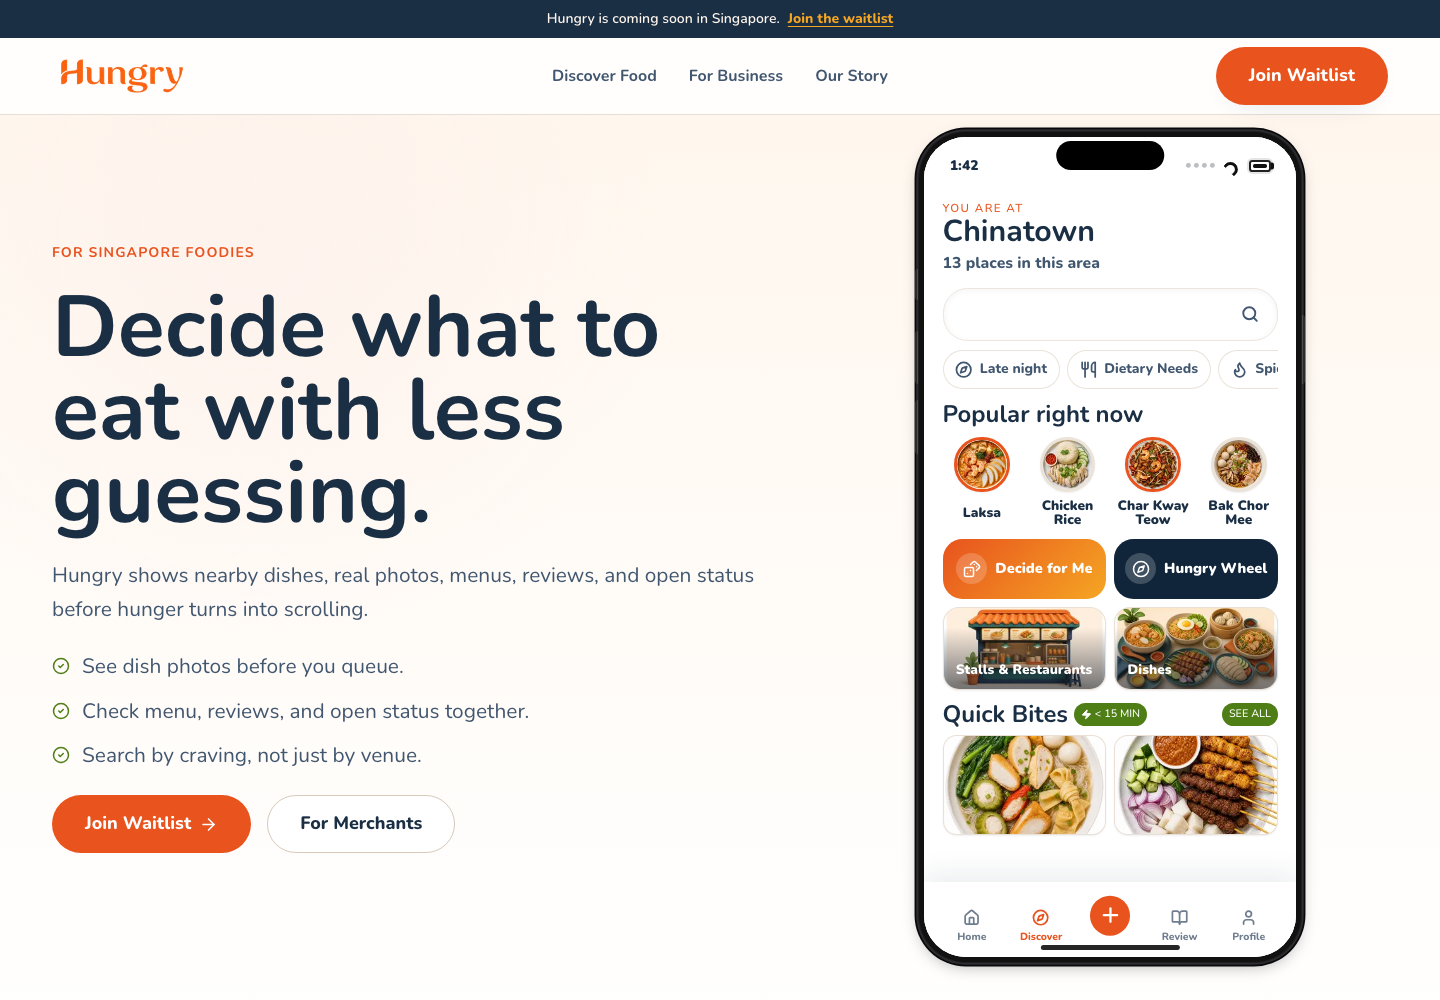 Hungry is coming soon in Singapore. Join the waitlist
Hungry
Discover Food
For Business
Our Story
Join Waitlist
FOR SINGAPORE FOODIES
Decide what to
eat with less
guessing.
Hungry shows nearby dishes, real photos, menus, reviews, and open status
before hunger turns into scrolling.
See dish photos before you queue.
Check menu, reviews, and open status together.
Search by craving, not just by venue.
Join Waitlist
For Merchants
1:42
YOU ARE AT
Chinatown
13 places in this area
Late night
Dietary Needs
Spi
Popular right now
Laksa
Chicken
Rice
Char Kway
Teow
Bak Chor
Mee
Decide for Me
Hungry Wheel
Stalls & Restaurants
Dishes
Quick Bites
< 15 MIN
SEE ALL
Home
Discover
Review
Profile